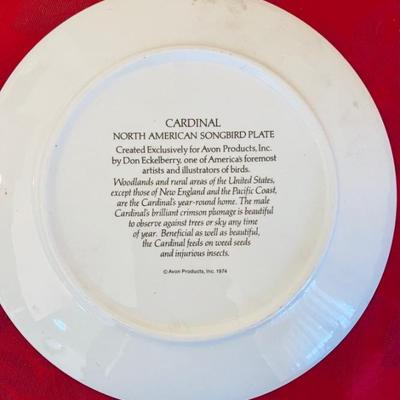 CARDINAL
NORTH AMERICAN SONGBIRD PLATE
Created Exclusively for Avon Products, Inc.
by Don Eckelberry, one of America's foremost
artists and illustrators of birds.
Woodlands and rural areas of the United States,
except those of New England and the Pacific Coast,
are the Cardinal's year-round home. The male
Cardinal's brilliant crimson plumage is beautiful
to observe against trees or sky any time
of year. Beneficial as well as beautiful,
the Cardinal feeds on weed seeds
and injurious insects.
© Avon Products, Inc. 1974